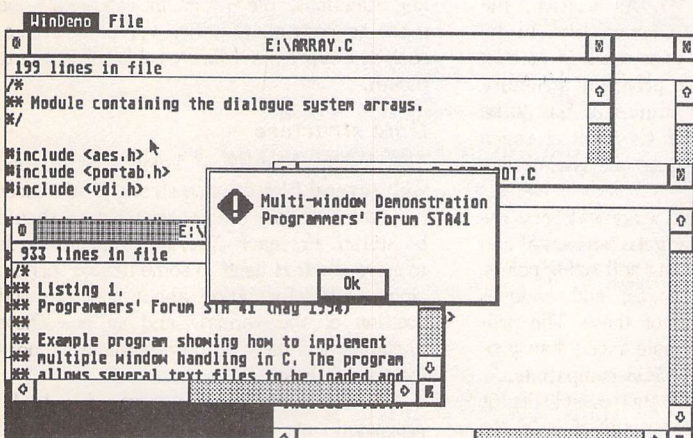 WinDemo File
E:\ARRAY.C
199 lines in file
/*
** Module containing the dialogue system arrays.
*/
#include <aes.h>
#include <portab.h>
#include <vdi.h>
OOT.C
Multi-window Demonstration
Programmers' Forum STA41
Ok
E:\
933 lines in file
/*
** Listing 1.
** Programmers' Forum STA 41 (May 1994)
**
** Example program showing how to implement
** multiple window handling in C. The program
** allows several text files to be loaded and
>